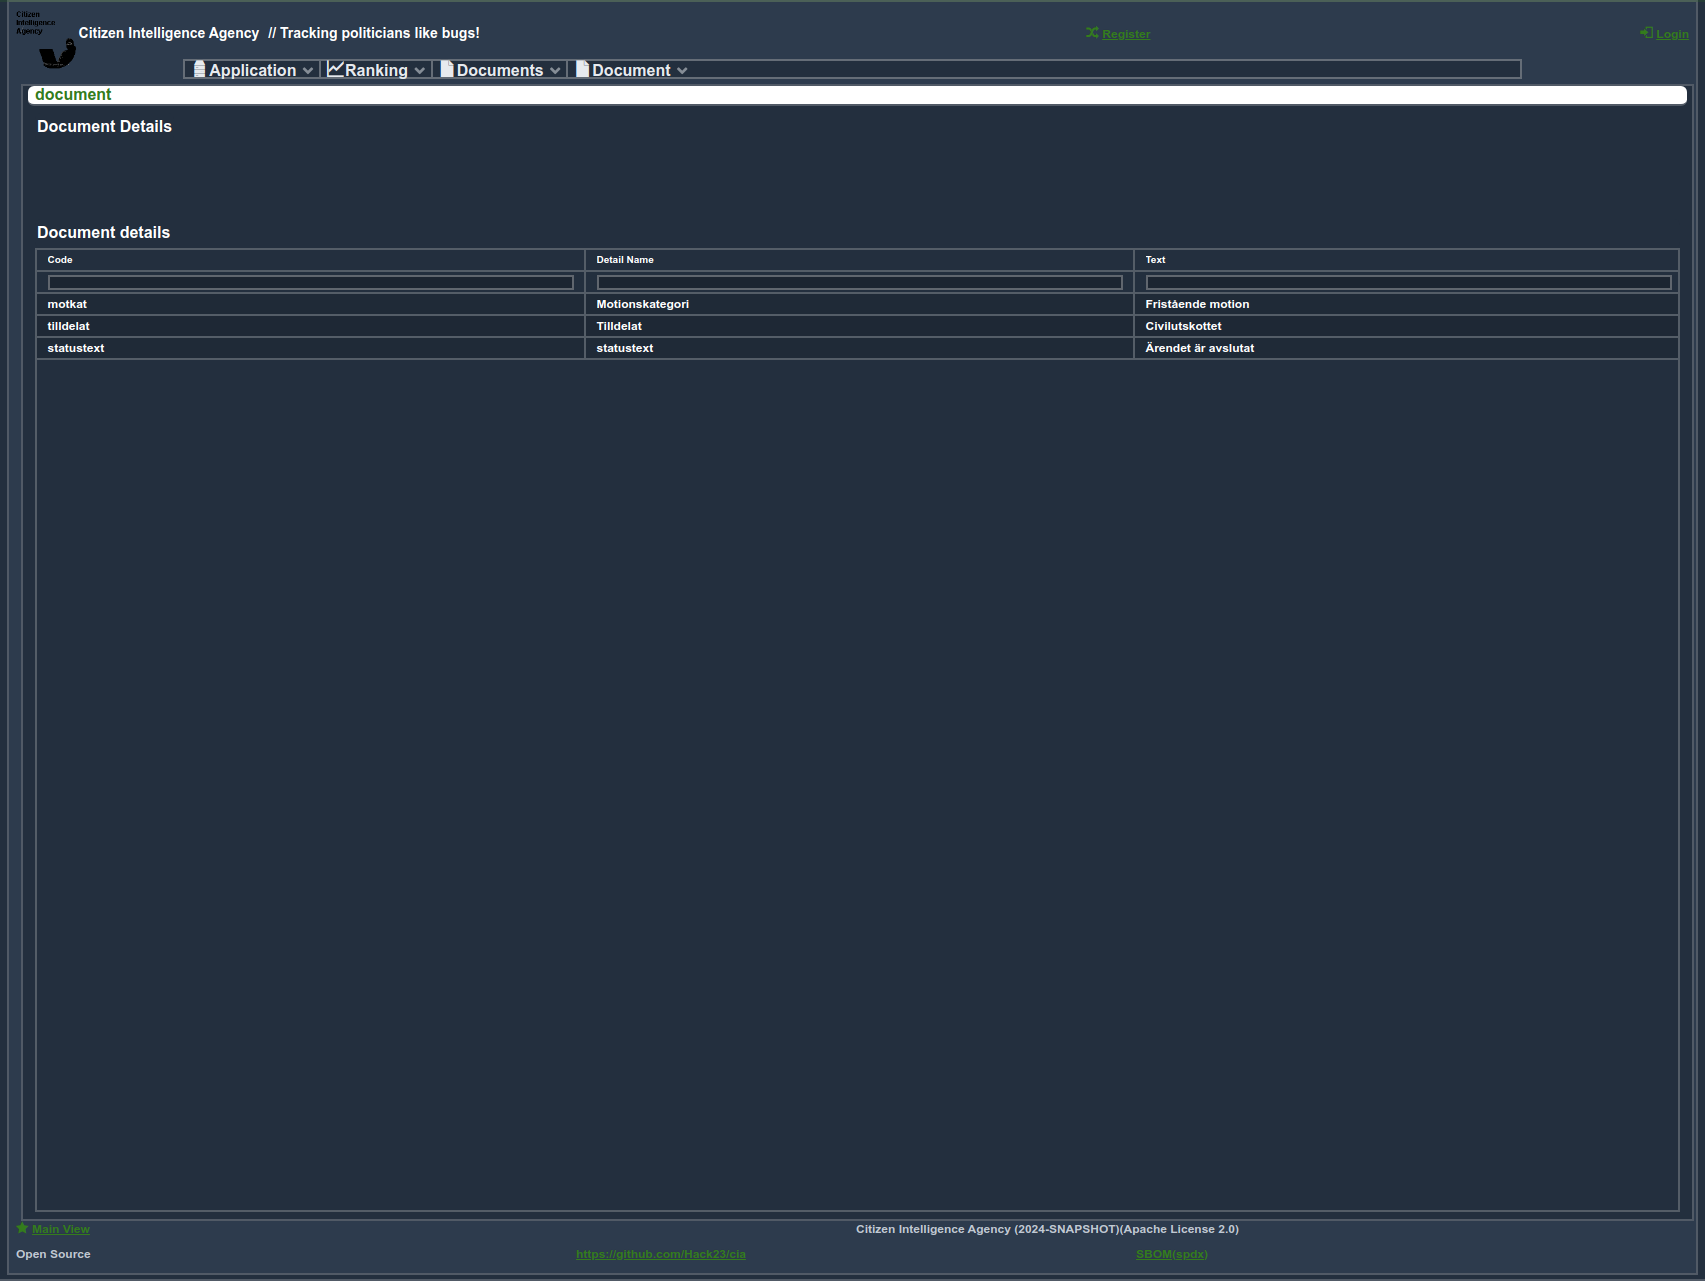 Citizen
Intelligence
Agency
Citizen Intelligence Agency // Tracking politicians like bugs!
Register
Login
Application
Ranking
Documents
Document
document
Document Details
Document details
Code Detail Name Text
motkat Motionskategori Fristående motion
tilldelat Tilldelat Civilutskottet
statustext statustext Ärendet är avslutat
Main View
Citizen Intelligence Agency (2024-SNAPSHOT)(Apache License 2.0)
Open Source
https://github.com/Hack23/cia
SBOM(spdx)